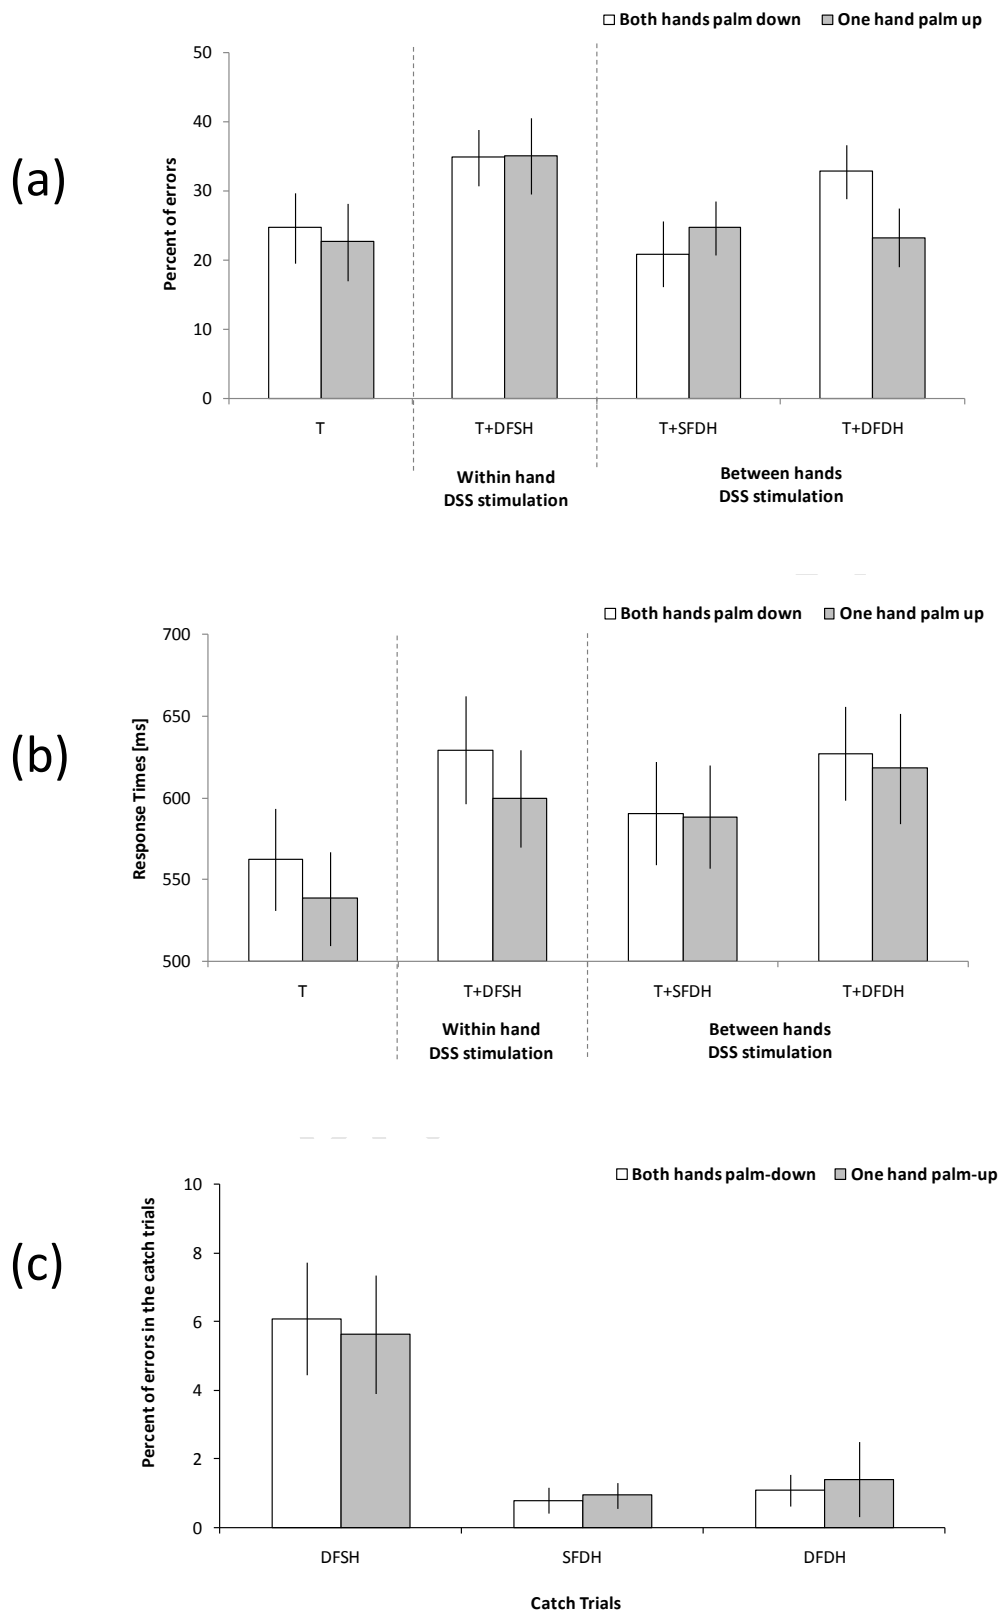 Both hands palm down One hand palm up
(a)
Percent of errors
50
40
30
20
10
0
T T+DFSH T+SFDH T+DFDH
Within hand Between hands
DSS stimulation DSS stimulation
Both hands palm down One hand palm up
(b)
Response Times [ms]
700
650
600
550
500
T T+DFSH T+SFDH T+DFDH
Within hand Between hands
DSS stimulation DSS stimulation
Both hands palm-down One hand palm-up
(c)
Percent of errors in the catch trials
10
8
6
4
2
0
DFSH SFDH DFDH
Catch Trials